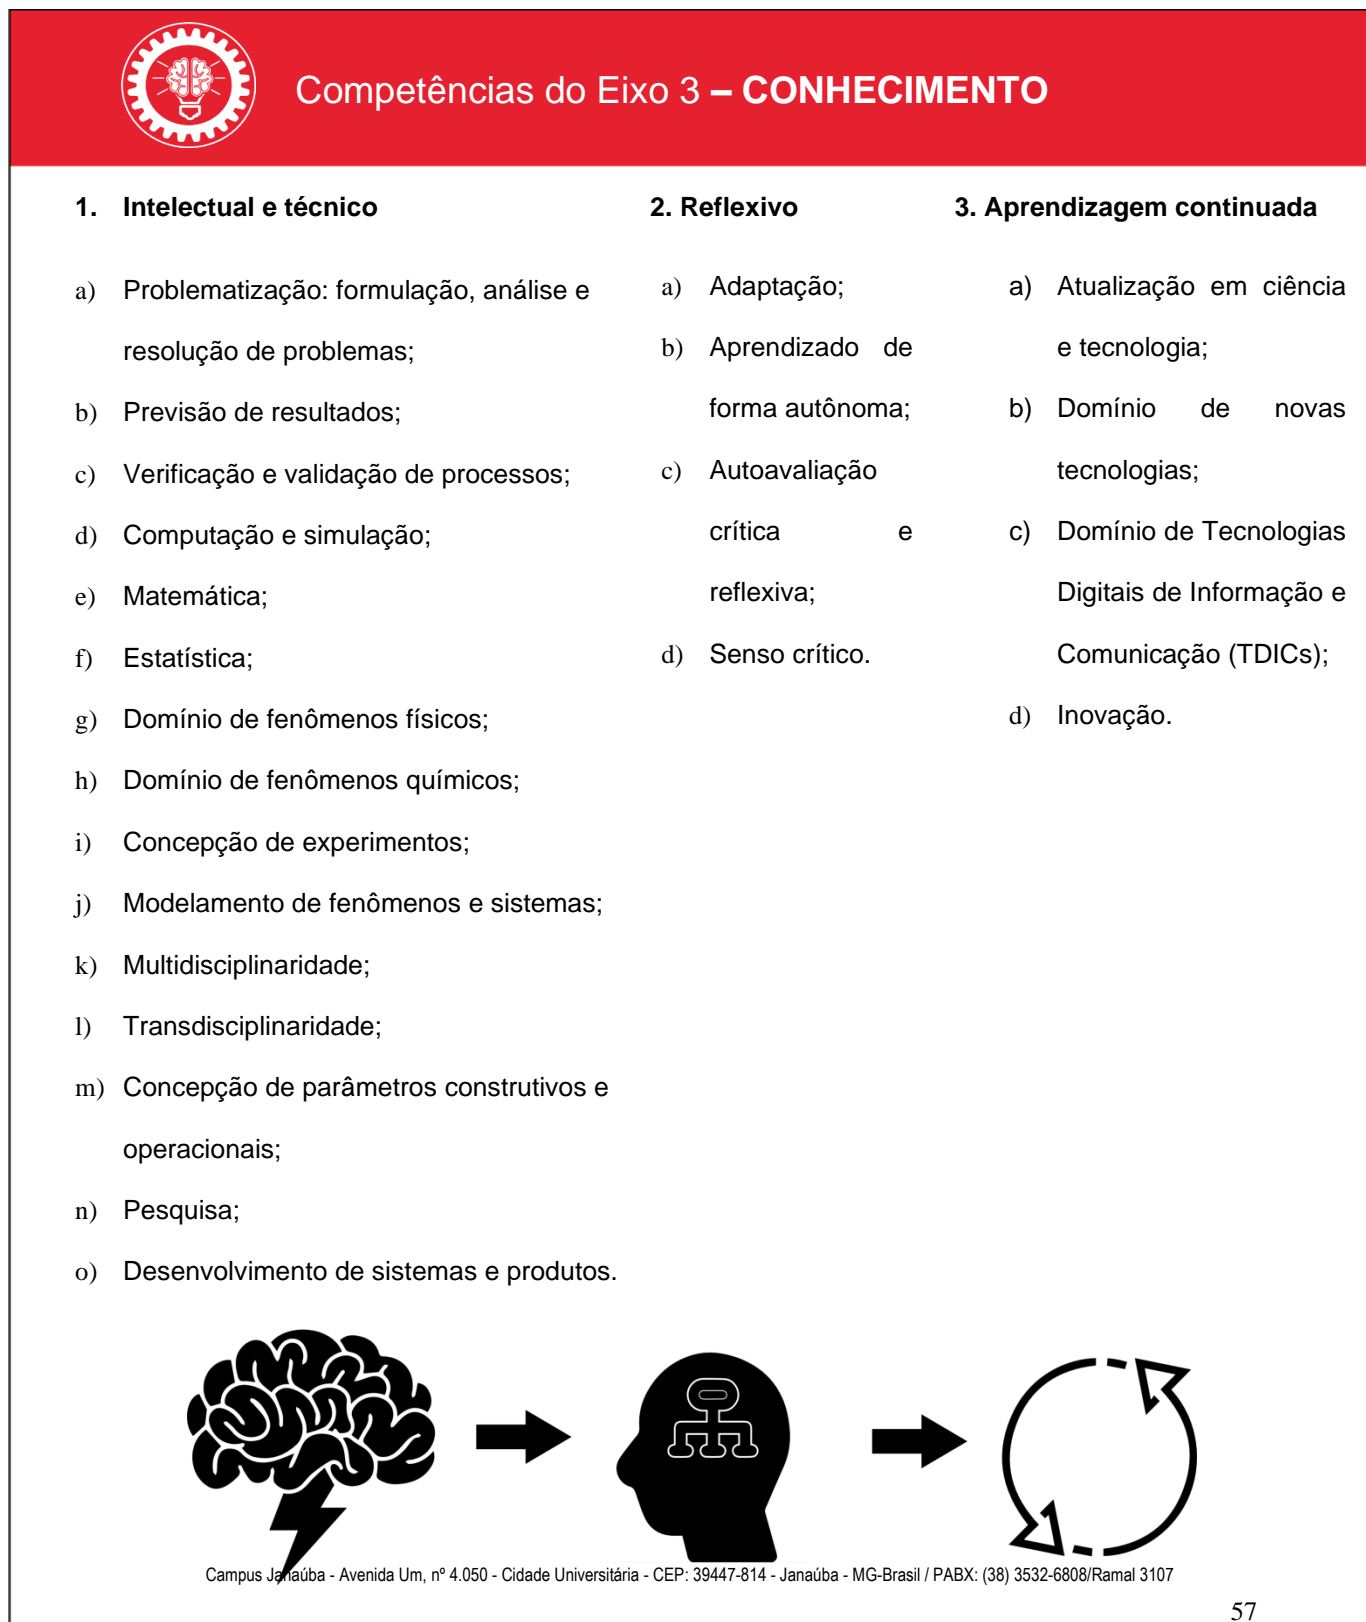 Competências do Eixo 3 – CONHECIMENTO
1. Intelectual e técnico
a) Problematização: formulação, análise e
resolução de problemas;
b) Previsão de resultados;
c) Verificação e validação de processos;
d) Computação e simulação;
e) Matemática;
f) Estatística;
g) Domínio de fenômenos físicos;
h) Domínio de fenômenos químicos;
i) Concepção de experimentos;
j) Modelamento de fenômenos e sistemas;
k) Multidisciplinaridade;
l) Transdisciplinaridade;
m) Concepção de parâmetros construtivos e
operacionais;
n) Pesquisa;
o) Desenvolvimento de sistemas e produtos.
2. Reflexivo
a) Adaptação;
b) Aprendizado de
forma autônoma;
c) Autoavaliação
crítica e
reflexiva;
d) Senso crítico.
3. Aprendizagem continuada
a) Atualização em ciência
e tecnologia;
b) Domínio de novas
tecnologias;
c) Domínio de Tecnologias
Digitais de Informação e
Comunicação (TDICs);
d) Inovação.
Campus Janaúba - Avenida Um, nº 4.050 - Cidade Universitária - CEP: 39447-814 - Janaúba - MG-Brasil / PABX: (38) 3532-6808/Ramal 3107
57